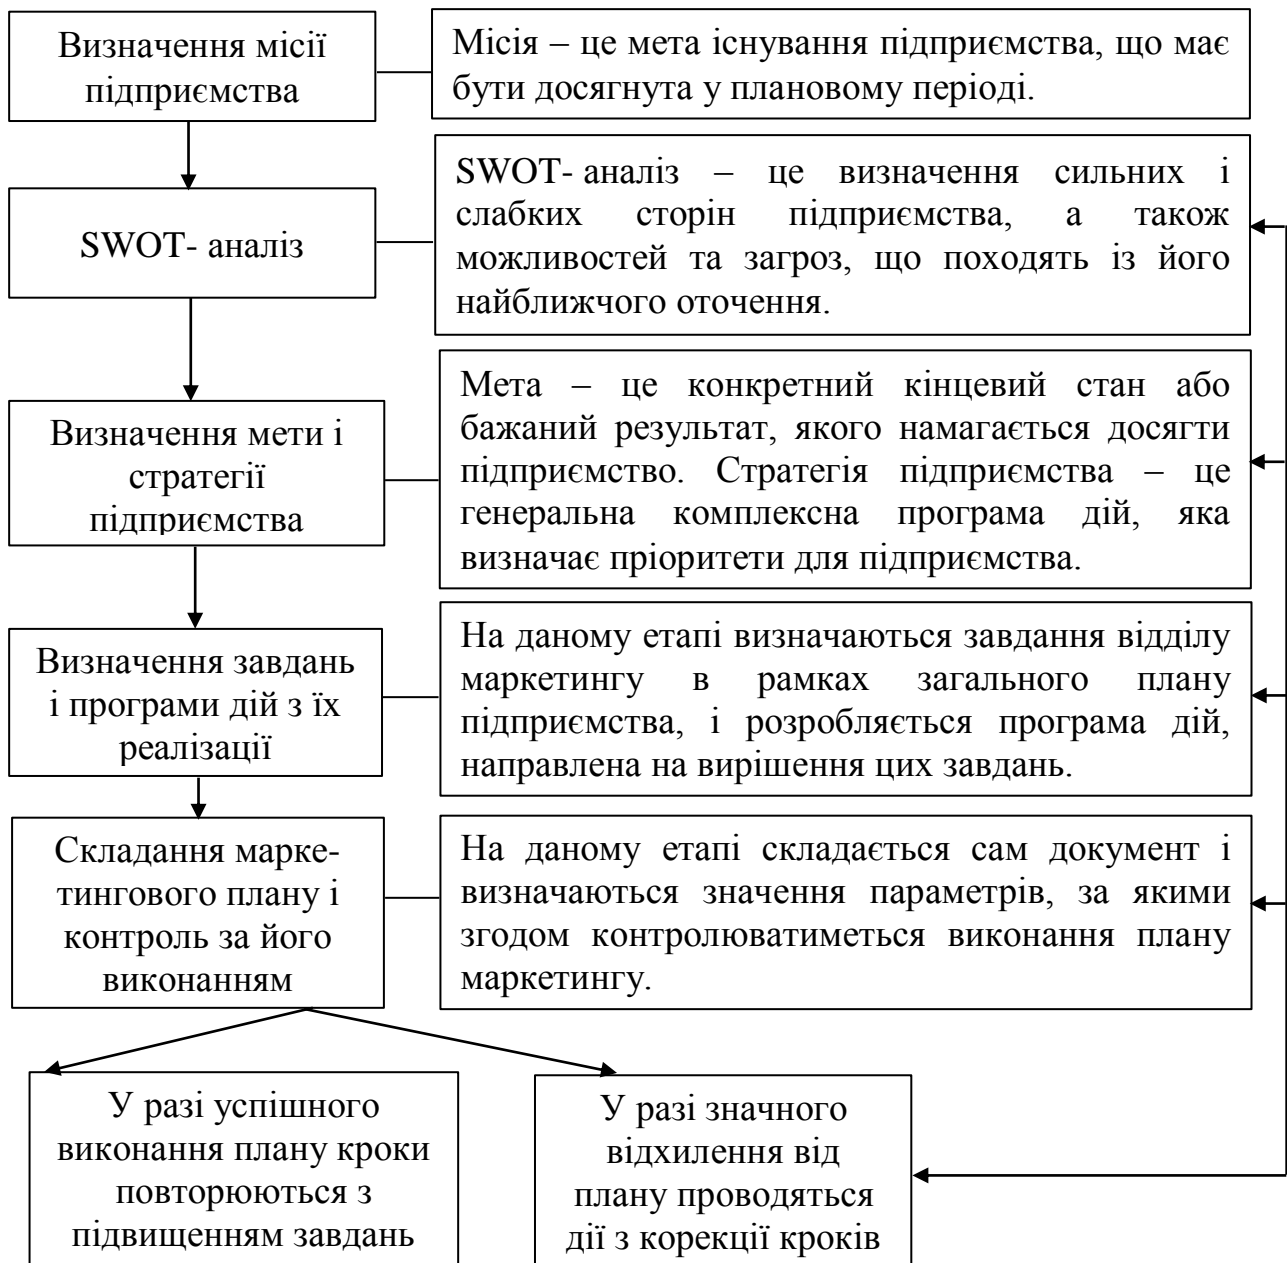 Визначення місії
підприємства
Місія – це мета існування підприємства, що має
бути досягнута у плановому періоді.
SWOT- аналіз
SWOT- аналіз – це визначення сильних і
слабких сторін підприємства, а також
можливостей та загроз, що походять із його
найближчого оточення.
Визначення мети і
стратегії
підприємства
Мета – це конкретний кінцевий стан або
бажаний результат, якого намагається досягти
підприємство. Стратегія підприємства – це
генеральна комплексна програма дій, яка
визначає пріоритети для підприємства.
Визначення завдань
і програми дій з їх
реалізації
На даному етапі визначаються завдання відділу
маркетингу в рамках загального плану
підприємства, і розробляється програма дій,
направлена на вирішення цих завдань.
Складання марке-
тингового плану і
контроль за його
виконанням
На даному етапі складається сам документ і
визначаються значення параметрів, за якими
згодом контролюватиметься виконання плану
маркетингу.
У разі успішного
виконання плану кроки
повторюються з
підвищенням завдань
У разі значного
відхилення від
плану проводяться
дії з корекції кроків